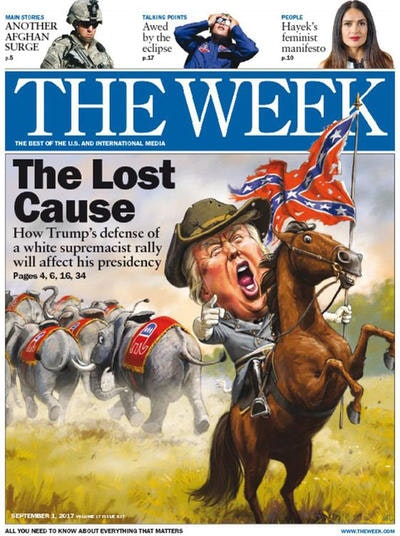 MAIN STORIES
ANOTHER
AFGHAN
SURGE
p.5
TALKING POINTS
Awed
by the
eclipse
p.17
PEOPLE
Hayek's
feminist
manifesto
p.10
THE WEEK
THE BEST OF THE U.S. AND INTERNATIONAL MEDIA
The Lost
Cause
How Trump's defense of
a white supremacist rally
will affect his presidency
Pages 4, 6, 16, 34
SEPTEMBER 1, 2017 VOLUME 17 ISSUE 837
ALL YOU NEED TO KNOW ABOUT EVERYTHING THAT MATTERS
WWW.THEWEEK.COM